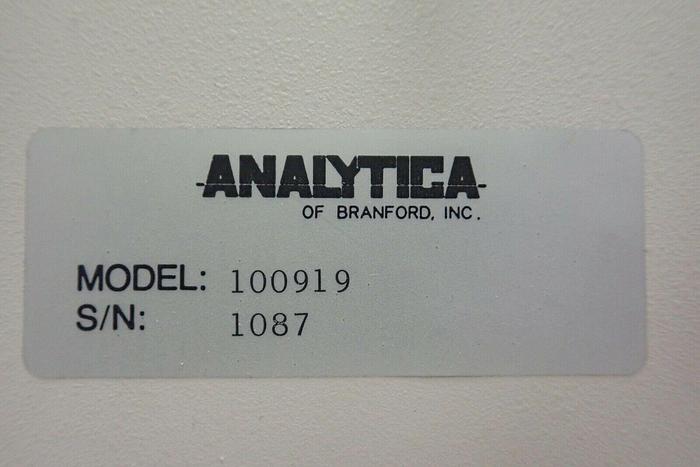 ANALYTICA
OF BRANFORD, INC.
MODEL: 100919
S/N: 1087